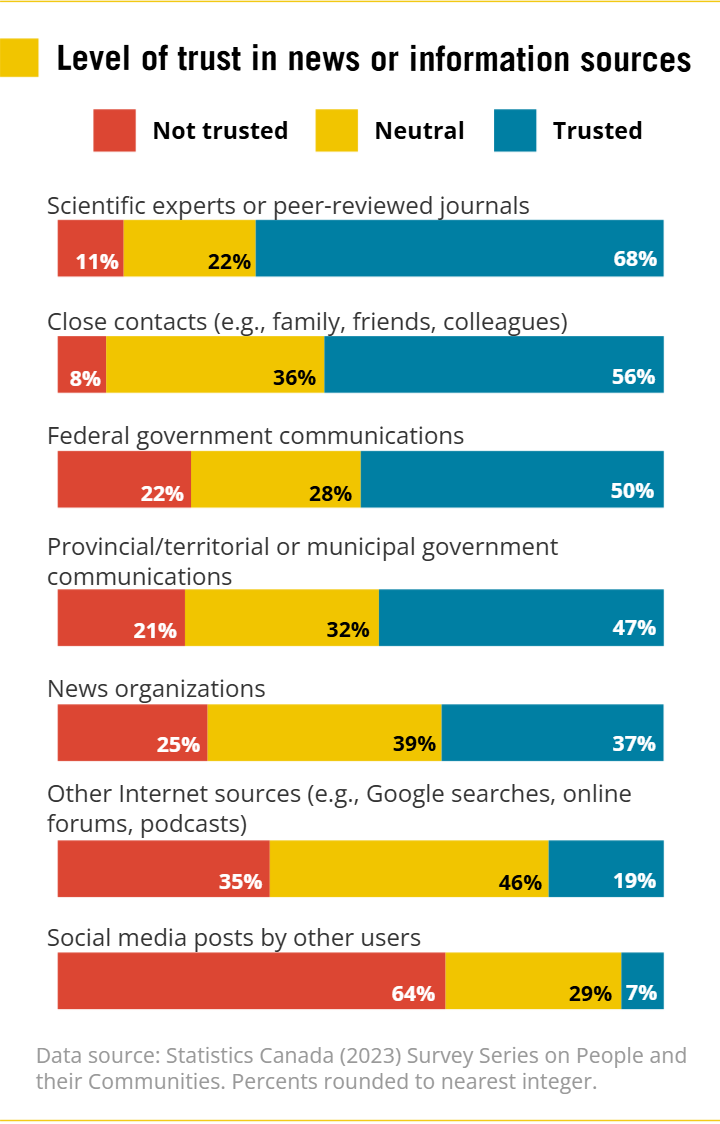 Level of trust in news or information sources
Not trusted Neutral Trusted
Scientific experts or peer-reviewed journals
11% 22% 68%
Close contacts (e.g., family, friends, colleagues)
8% 36% 56%
Federal government communications
22% 28% 50%
Provincial/territorial or municipal government
communications
21% 32% 47%
News organizations
25% 39% 37%
Other Internet sources (e.g., Google searches, online
forums, podcasts)
35% 46% 19%
Social media posts by other users
64% 29% 7%
Data source: Statistics Canada (2023) Survey Series on People and
their Communities. Percents rounded to nearest integer.